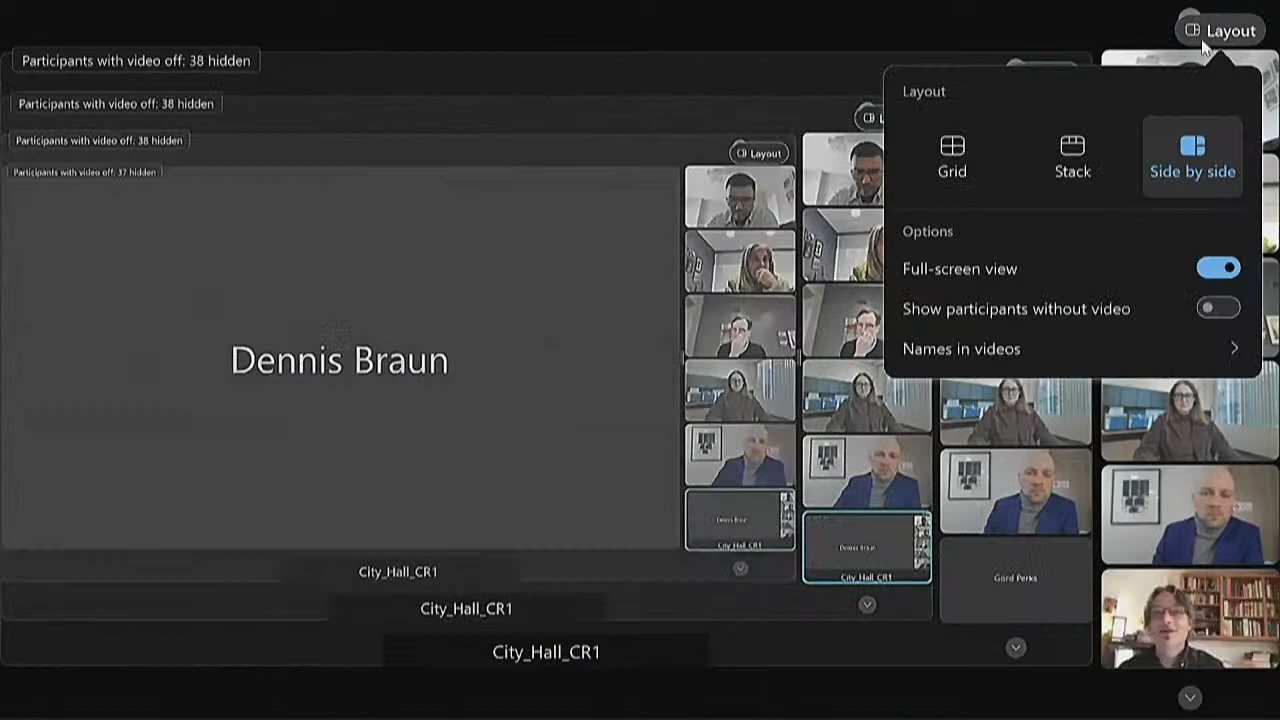 Layout
Participants with video off: 38 hidden
Layout
Participants with video off: 38 hidden
Grid
Stack
Side by side
Participants with video off: 38 hidden
Layout
Participants with video off: 37 hidden
Options
Full-screen view
Show participants without video
Names in videos
Dennis Braun
City_Hall_CR1
City_Hall_CR1
City_Hall_CR1
City_Hall_CR1
Gord Perks
City_Hall_CR1